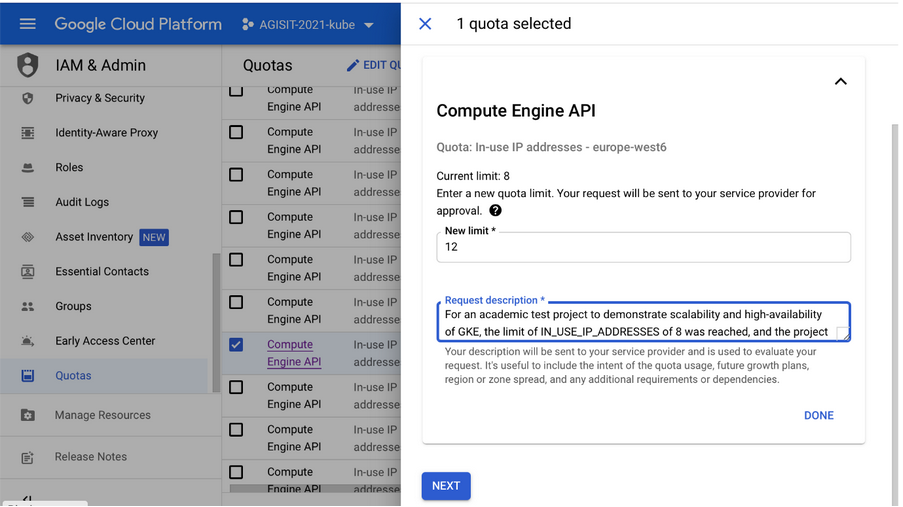 Google Cloud Platform
AGISIT-2021-kube
IAM & Admin
Privacy & Security
Identity-Aware Proxy
Roles
Audit Logs
Asset Inventory NEW
Essential Contacts
Groups
Early Access Center
Quotas
Manage Resources
Release Notes
Quotas
EDIT QU
Compute In-use IP
Engine API addresse
Compute In-use IP
Engine API addresse
Compute In-use IP
Engine API addresse
Compute In-use IP
Engine API addresse
Compute In-use IP
Engine API addresse
Compute In-use IP
Engine API addresse
Compute In-use IP
Engine API addresse
Compute In-use IP
Engine API addresse
Compute In-use IP
Engine API addresse
Compute In-use IP
Engine API addresse
1 quota selected
Compute Engine API
Quota: In-use IP addresses - europe-west6
Current limit: 8
Enter a new quota limit. Your request will be sent to your service provider for
approval.
New limit *
12
Request description *
For an academic test project to demonstrate scalability and high-availability
of GKE, the limit of IN_USE_IP_ADDRESSES of 8 was reached, and the project
Your description will be sent to your service provider and is used to evaluate your
request. It's useful to include the intent of the quota usage, future growth plans,
region or zone spread, and any additional requirements or dependencies.
DONE
NEXT